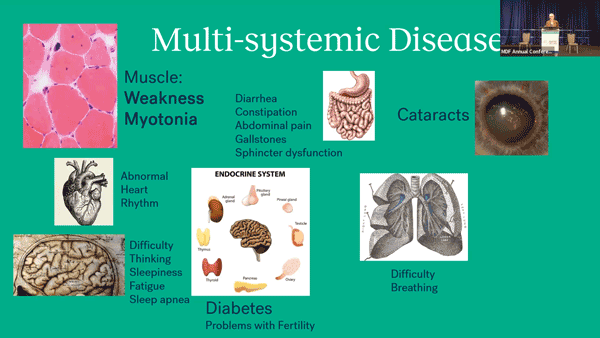 Multi-systemic Disease
MDF Annual Confere...
Muscle:
Weakness
Myotonia
Diarrhea
Constipation
Abdominal pain
Gallstones
Sphincter dysfunction
Cataracts
Abnormal
Heart
Rhythm
ENDOCRINE SYSTEM
Adrenal
gland
Pituitary
gland
Pineal gland
Thymus
Testicle
Thyroid
Pancreas
Ovary
Difficulty
Thinking
Sleepiness
Fatigue
Sleep apnea
Diabetes
Problems with Fertility
Difficulty
Breathing